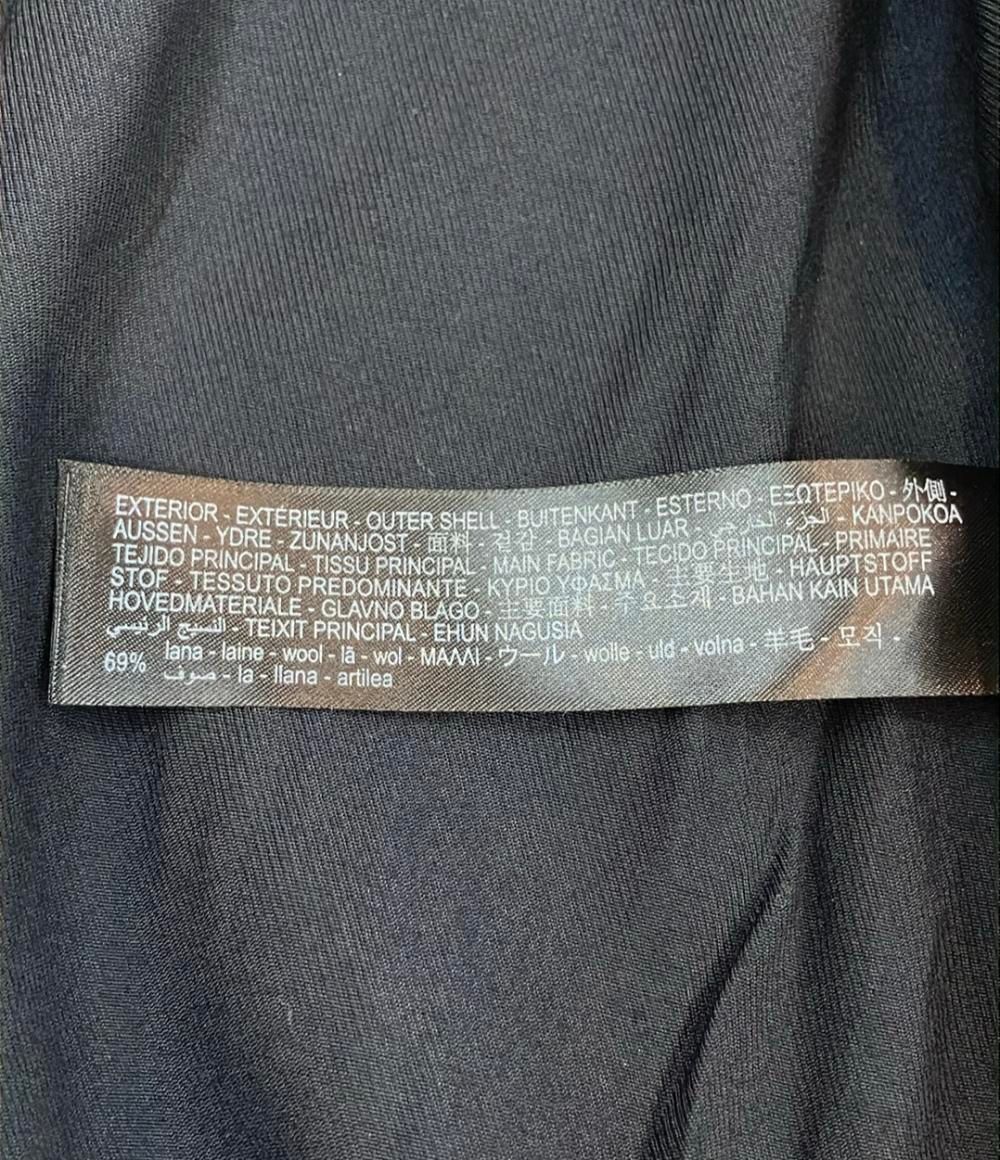 EXTERIOR - EXTÉRIEUR - OUTER SHELL - BUITENKANT - ESTERNO - ΕΞΩΤΕΡΙΚΟ - 外側 -
AUSSEN - YDRE - ZUNANJOST - 面料 - 겉감 - BAGIAN LUAR - الجزء الخارجي - KANPOKOA
TEJIDO PRINCIPAL - TISSU PRINCIPAL - MAIN FABRIC - TECIDO PRINCIPAL - PRIMAIRE
STOF - TESSUTO PREDOMINANTE - ΚΥΡΙΟ ΥΦΑΣΜΑ - 主要生地 - HAUPTSTOFF
HOVEDMATERIALE - GLAVNO BLAGO - 主要面料 - 주요소재 - BAHAN KAIN UTAMA
النسيج الرئيسي - TEIXIT PRINCIPAL - EHUN NAGUSIA
69% lana - laine - wool - lã - wol - ΜΑΛΛΙ - ウール - wolle - uld - volna - 羊毛 - 모직 -
صوف - la - llana - artilea